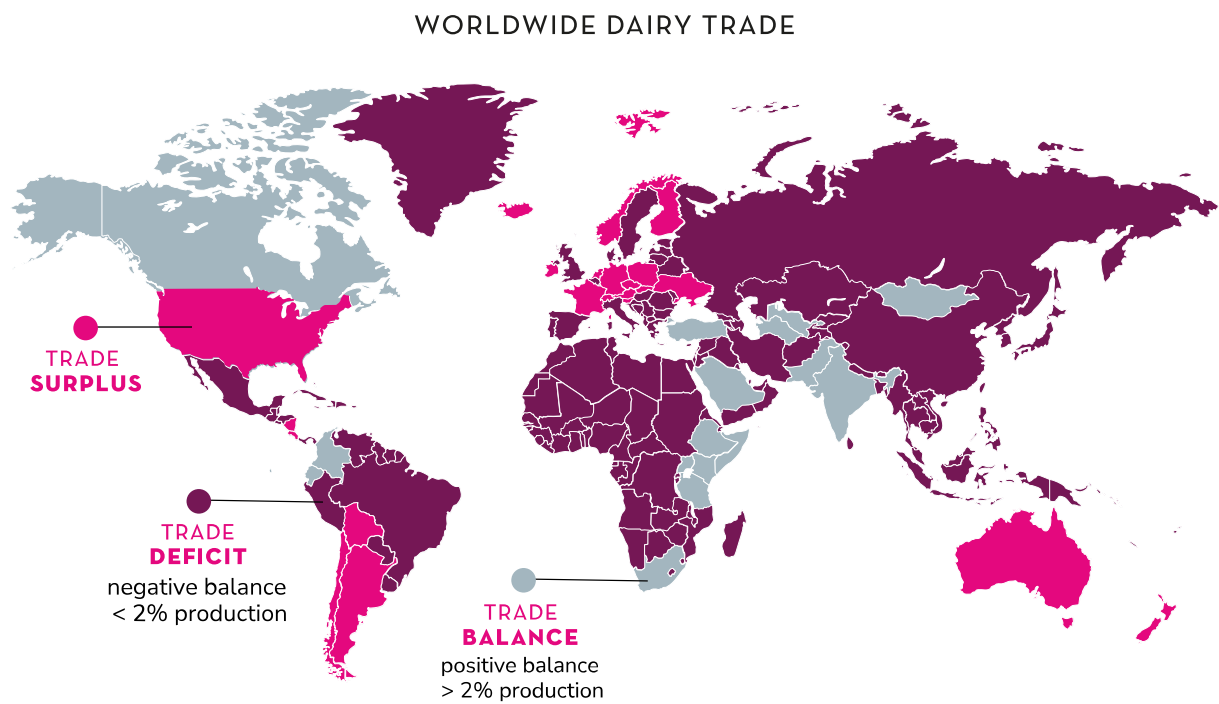 WORLDWIDE DAIRY TRADE
TRADE
SURPLUS
TRADE
DEFICIT
negative balance
< 2% production
TRADE
BALANCE
positive balance
> 2% production